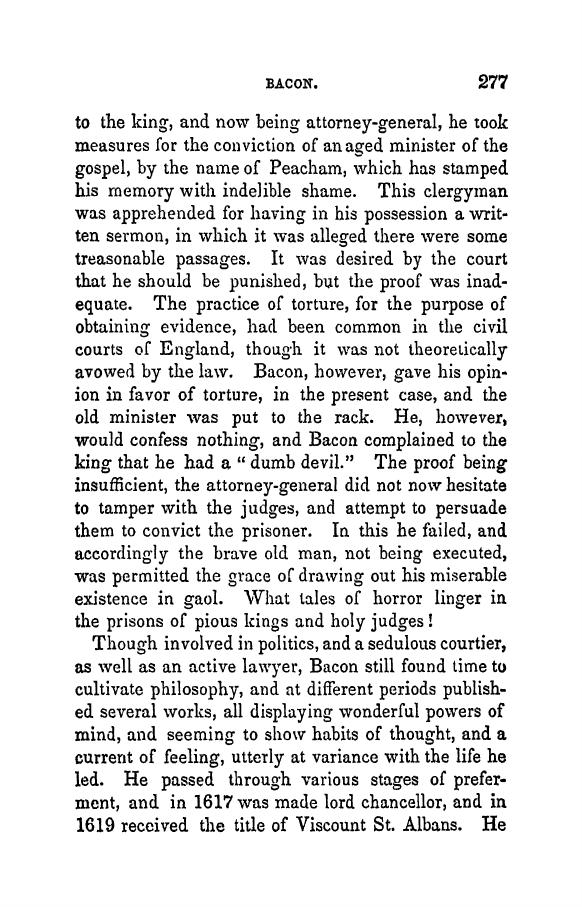 BACON. 277
to the king, and now being attorney-general, he took
measures for the conviction of an aged minister of the
gospel, by the name of Peacham, which has stamped
his memory with indelible shame. This clergyman
was apprehended for having in his possession a writ-
ten sermon, in which it was alleged there were some
treasonable passages. It was desired by the court
that he should be punished, but the proof was inad-
equate. The practice of torture, for the purpose of
obtaining evidence, had been common in the civil
courts of England, though it was not theoretically
avowed by the law. Bacon, however, gave his opin-
ion in favor of torture, in the present case, and the
old minister was put to the rack. He, however,
would confess nothing, and Bacon complained to the
king that he had a “ dumb devil.” The proof being
insufficient, the attorney-general did not now hesitate
to tamper with the judges, and attempt to persuade
them to convict the prisoner. In this he failed, and
accordingly the brave old man, not being executed,
was permitted the grace of drawing out his miserable
existence in gaol. What tales of horror linger in
the prisons of pious kings and holy judges !
Though involved in politics, and a sedulous courtier,
as well as an active lawyer, Bacon still found time to
cultivate philosophy, and at different periods publish-
ed several works, all displaying wonderful powers of
mind, and seeming to show habits of thought, and a
current of feeling, utterly at variance with the life he
led. He passed through various stages of prefer-
ment, and in 1617 was made lord chancellor, and in
1619 received the title of Viscount St. Albans. He